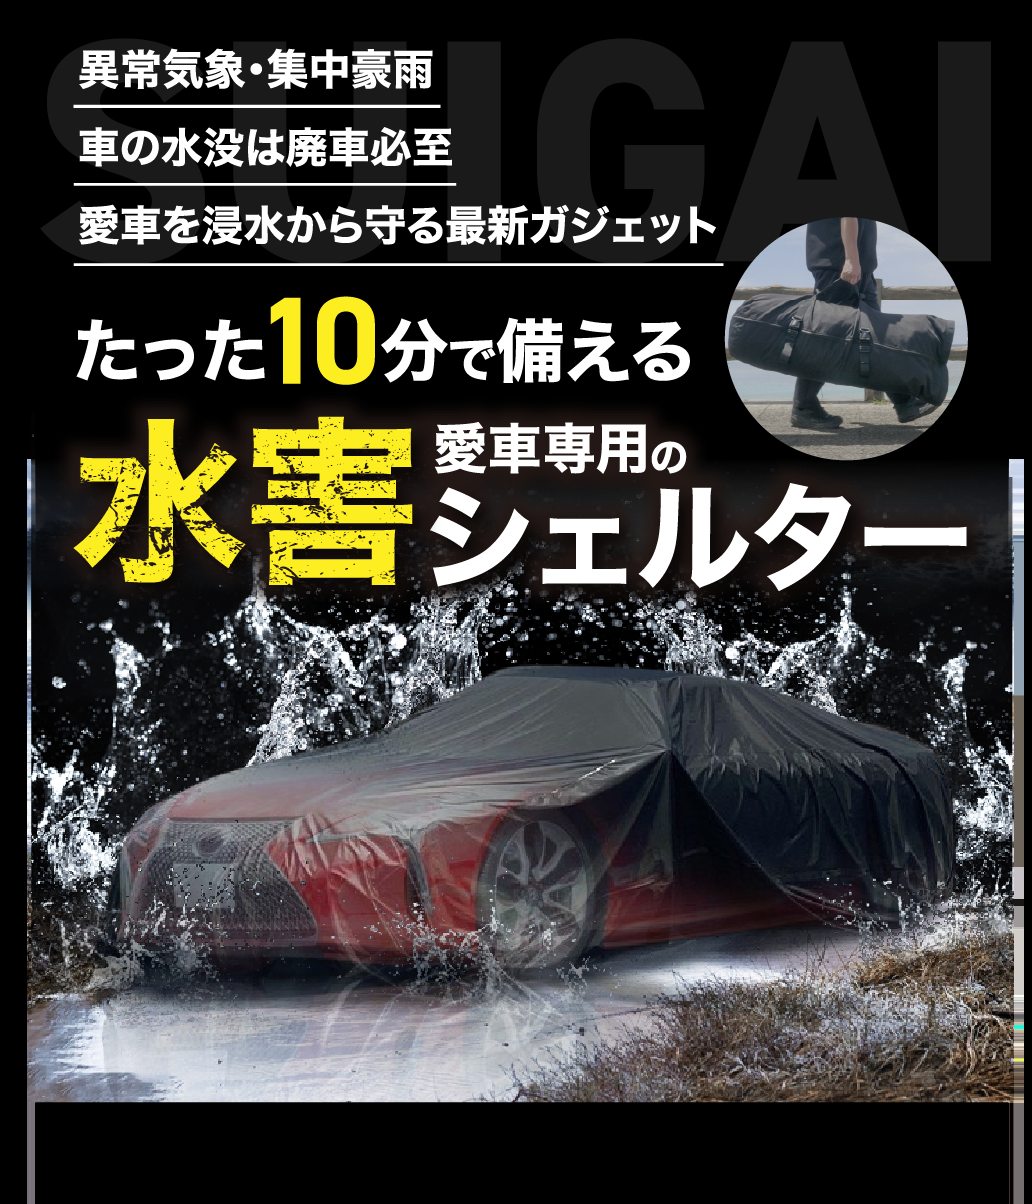 SUIGAI
異常気象・集中豪雨
車の水没は廃車必至
愛車を浸水から守る最新ガジェット
たった10分で備える
水害
愛車専用の
シェルター